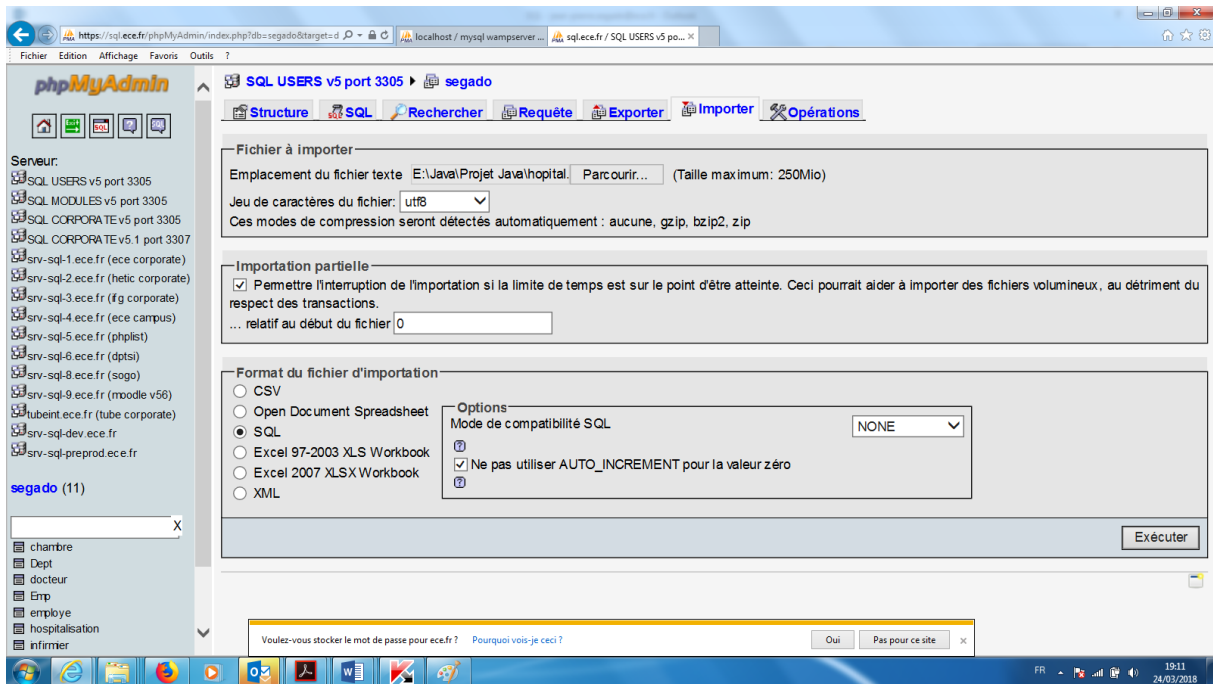 https://sql.ece.fr/phpMyAdmin/index.php?db=segado&target=d
localhost / mysql wampserver ...
sql.ece.fr / SQL USERS v5 po...
Fichier Edition Affichage Favoris Outils ?
phpMyAdmin
SQL
Serveur:
SQL USERS v5 port 3305
SQL MODULES v5 port 3305
SQL CORPORATE v5 port 3305
SQL CORPORATE v5.1 port 3307
srv-sql-1.ece.fr (ece corporate)
srv-sql-2.ece.fr (hetic corporate)
srv-sql-3.ece.fr (ifg corporate)
srv-sql-4.ece.fr (ece campus)
srv-sql-5.ece.fr (phplist)
srv-sql-6.ece.fr (dptsi)
srv-sql-8.ece.fr (sogo)
srv-sql-9.ece.fr (moodle v56)
tubeint.ece.fr (tube corporate)
srv-sql-dev.ece.fr
srv-sql-preprod.ece.fr
segado (11)
X
chambre
Dept
docteur
Emp
employe
hospitalisation
infirmier
SQL USERS v5 port 3305 segado
Structure SQL Rechercher Requête Exporter Importer Opérations
Fichier à importer
Emplacement du fichier texte E:\Java\Projet Java\hopital. Parcourir... (Taille maximum: 250Mio)
Jeu de caractères du fichier: utf8
Ces modes de compression seront détectés automatiquement : aucune, gzip, bzip2, zip
Importation partielle
Permettre l'interruption de l'importation si la limite de temps est sur le point d'être atteinte. Ceci pourrait aider à importer des fichiers volumineux, au détriment du
respect des transactions.
... relatif au début du fichier 0
Format du fichier d'importation
CSV
Open Document Spreadsheet
SQL
Excel 97-2003 XLS Workbook
Excel 2007 XLSX Workbook
XML
Options
Mode de compatibilité SQL NONE
Ne pas utiliser AUTO_INCREMENT pour la valeur zéro
Exécuter
Voulez-vous stocker le mot de passe pour ece.fr ? Pourquoi vois-je ceci ? Oui Pas pour ce site
FR
19:11
24/03/2018